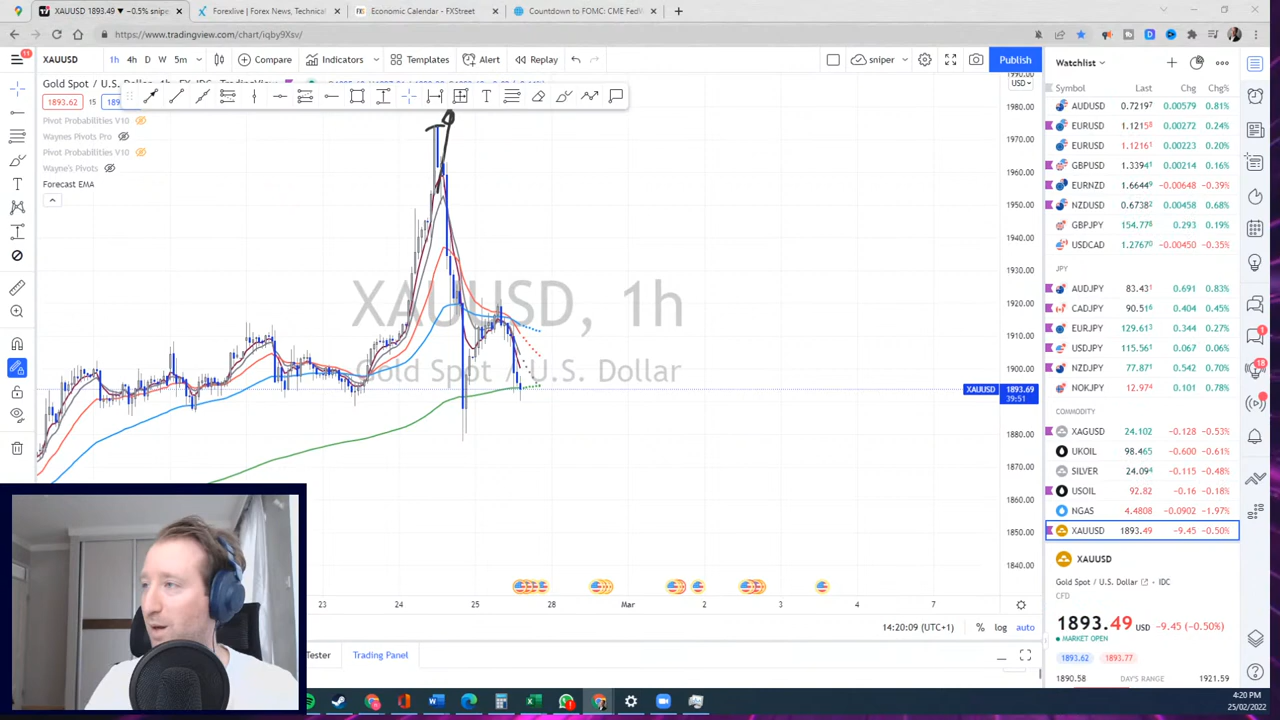 XAUUSD 1893.49 ▼ −0.5% snipe
Forexlive | Forex News, Technical
Economic Calendar - FXStreet
Countdown to FOMC: CME FedW
https://www.tradingview.com/chart/iqby9Xsv/
11
XAUUSD
1h 4h D W 5m
Compare
Indicators
Templates
Alert
Replay
sniper
Publish
1893.62
15
Pivot Probabilities V10
Waynes Pivots Pro
Pivot Probabilities V10
Wayne's Pivots
Forecast EMA
XAUUSD, 1h
Gold Spot / U.S. Dollar
USD
1980.00
1970.00
1960.00
1950.00
1940.00
1930.00
1920.00
1910.00
1900.00
XAUUSD 1893.69
39:51
1880.00
1870.00
1860.00
1850.00
1840.00
23 24 25 28 Mar 2 3 4 7
14:20:09 (UTC+1) % log auto
Tester
Trading Panel
Watchlist
Symbol Last Chg Chg%
AUDUSD 0.72197 0.00579 0.81%
EURUSD 1.12158 0.00272 0.24%
EURUSD 1.12161 0.00223 0.20%
GBPUSD 1.33941 0.00214 0.16%
EURNZD 1.66449 −0.00648 −0.39%
NZDUSD 0.67382 0.00458 0.68%
GBPJPY 154.778 0.293 0.19%
USDCAD 1.27670 −0.00450 −0.35%
JPY
AUDJPY 83.431 0.691 0.83%
CADJPY 90.516 0.404 0.45%
EURJPY 129.613 0.344 0.27%
USDJPY 115.561 0.067 0.06%
NZDJPY 77.871 0.542 0.70%
NOKJPY 12.974 0.101 0.78%
COMMODITY
XAGUSD 24.102 −0.128 −0.53%
UKOIL 98.465 −0.600 −0.61%
SILVER 24.094 −0.115 −0.48%
USOIL 92.82 −0.16 −0.18%
NGAS 4.4808 −0.0902 −1.97%
XAUUSD 1893.49 −9.45 −0.50%
XAUUSD
Gold Spot / U.S. Dollar IDC
CFD
1893.49 USD −9.45 (−0.50%)
MARKET OPEN
1893.62 1893.77
1890.58 DAY'S RANGE 1921.59
4:20 PM
25/02/2022